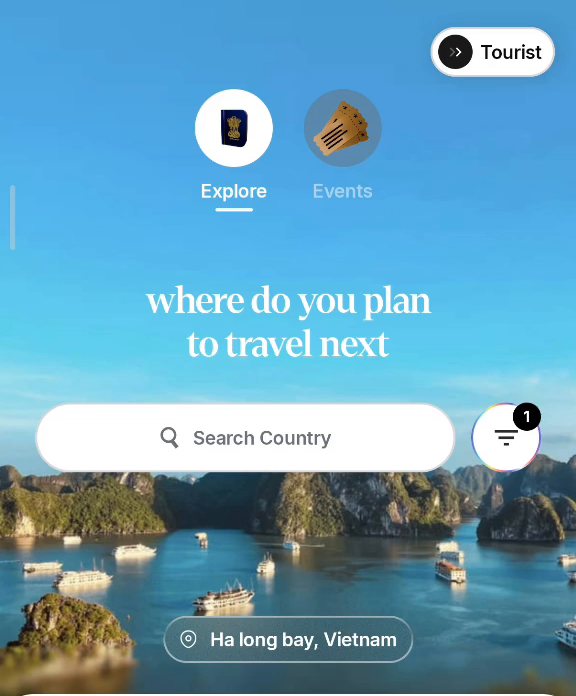 Tourist
Explore
Events
where do you plan
to travel next
Search Country
1
Ha long bay, Vietnam